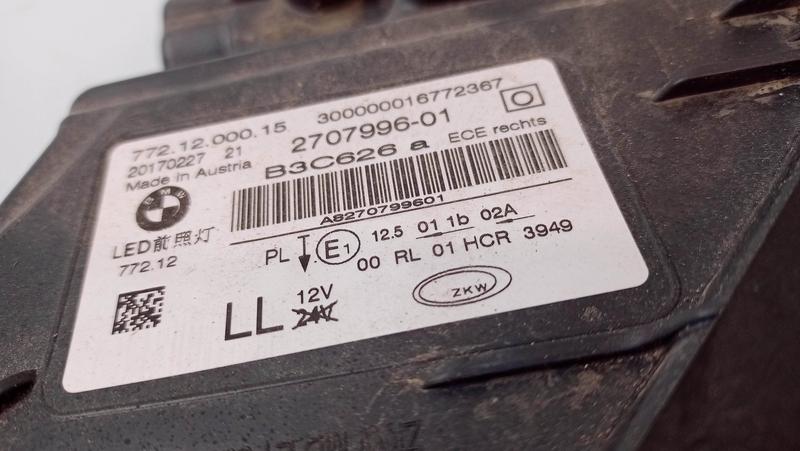 772.12.000.15 300000016772367
20170227 21 2707996-01
Made in Austria B3C626 a ECE rechts
BMW
A8270799601
LED前照灯
772.12
PL E1 12.5 01 1b 02A
00 RL 01 HCR 3949
LL 12V
24V
ZKW